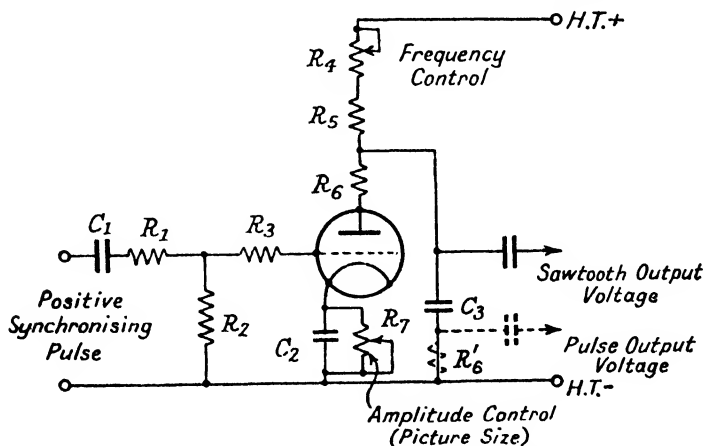 H.T.+
R4
Frequency
Control
R5
R6
C1
R1
R3
Positive
Synchronising
Pulse
R2
C2
R7
C3
Sawtooth Output
Voltage
R'6
Pulse Output
Voltage
H.T.-
Amplitude Control
(Picture Size)